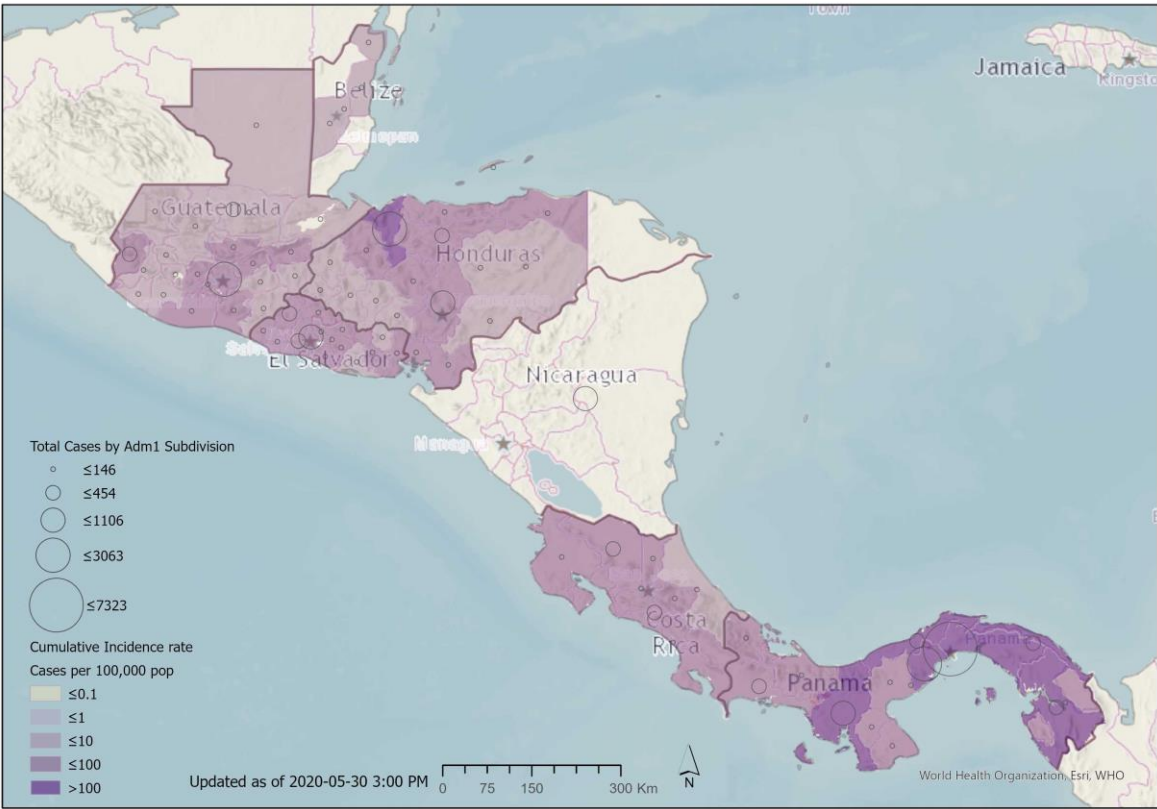 Jamaica
Belize
Guatemala
Honduras
El Salvador
Nicaragua
Managua
Costa
Rica
Panama
Panama
Total Cases by Adm1 Subdivision
≤146
≤454
≤1106
≤3063
≤7323
Cumulative Incidence rate
Cases per 100,000 pop
≤0.1
≤1
≤10
≤100
>100
Updated as of 2020-05-30 3:00 PM
0 75 150 300 Km
N
World Health Organization, Esri, WHO